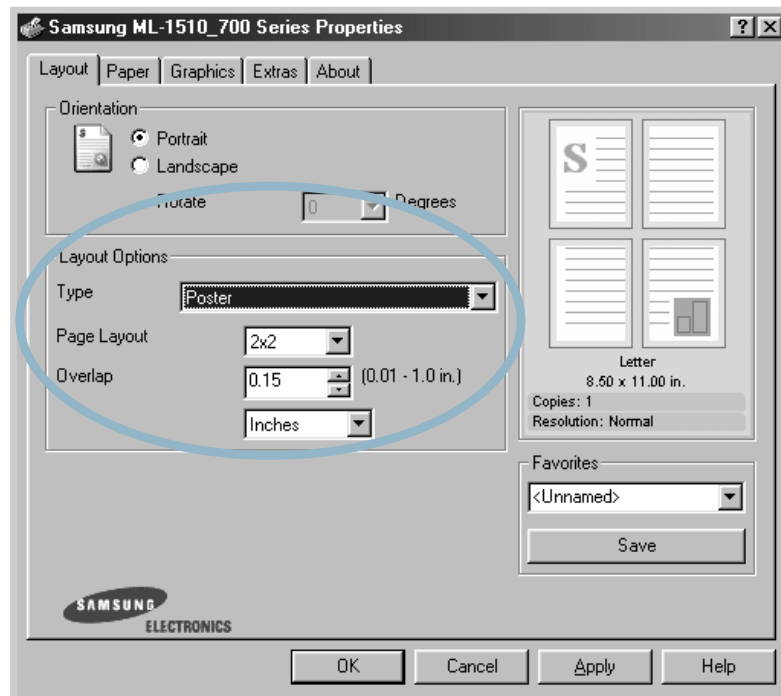 Samsung ML-1510_700 Series Properties
Layout Paper Graphics Extras About
Orientation
Portrait
Landscape
Rotate 0 Degrees
Layout Options
Type Poster
Page Layout 2x2
Overlap 0.15 (0.01 - 1.0 in.)
Inches
S
Letter
8.50 x 11.00 in.
Copies: 1
Resolution: Normal
Favorites
<Unnamed>
Save
SAMSUNG
ELECTRONICS
OK Cancel Apply Help